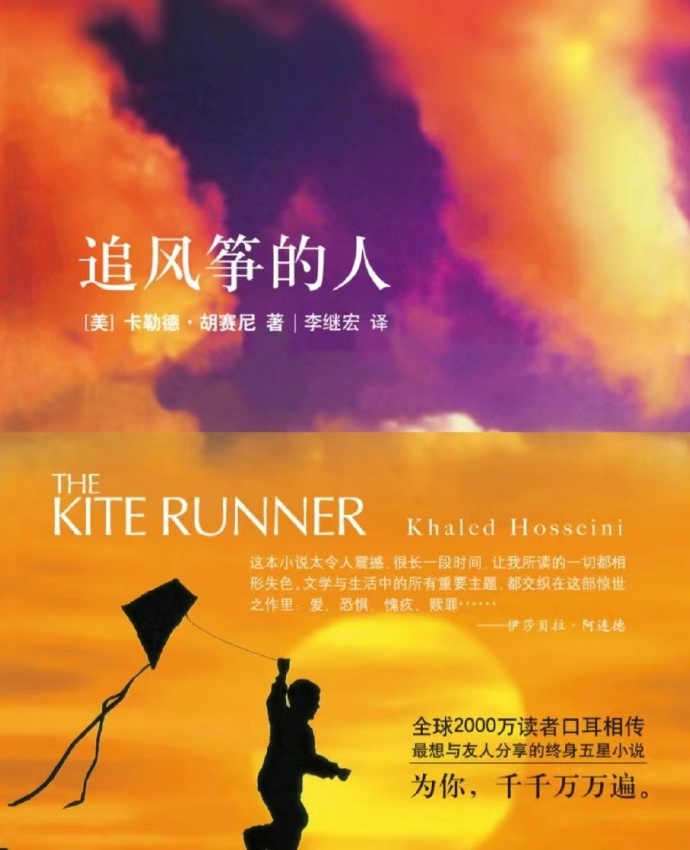 追风筝的人
[美] 卡勒德·胡赛尼 著 | 李继宏 译
THE
KITE RUNNER Khaled Hosseini
这本小说太令人震撼，很长一段时间，让我所读的一切都相
形失色。文学与生活中的所有重要主题，都交织在这部惊世
之作里：爱、恐惧、愧疚、赎罪……
——伊莎贝拉·阿连德
全球2000万读者口耳相传
最想与友人分享的终身五星小说
为你，千千万万遍。